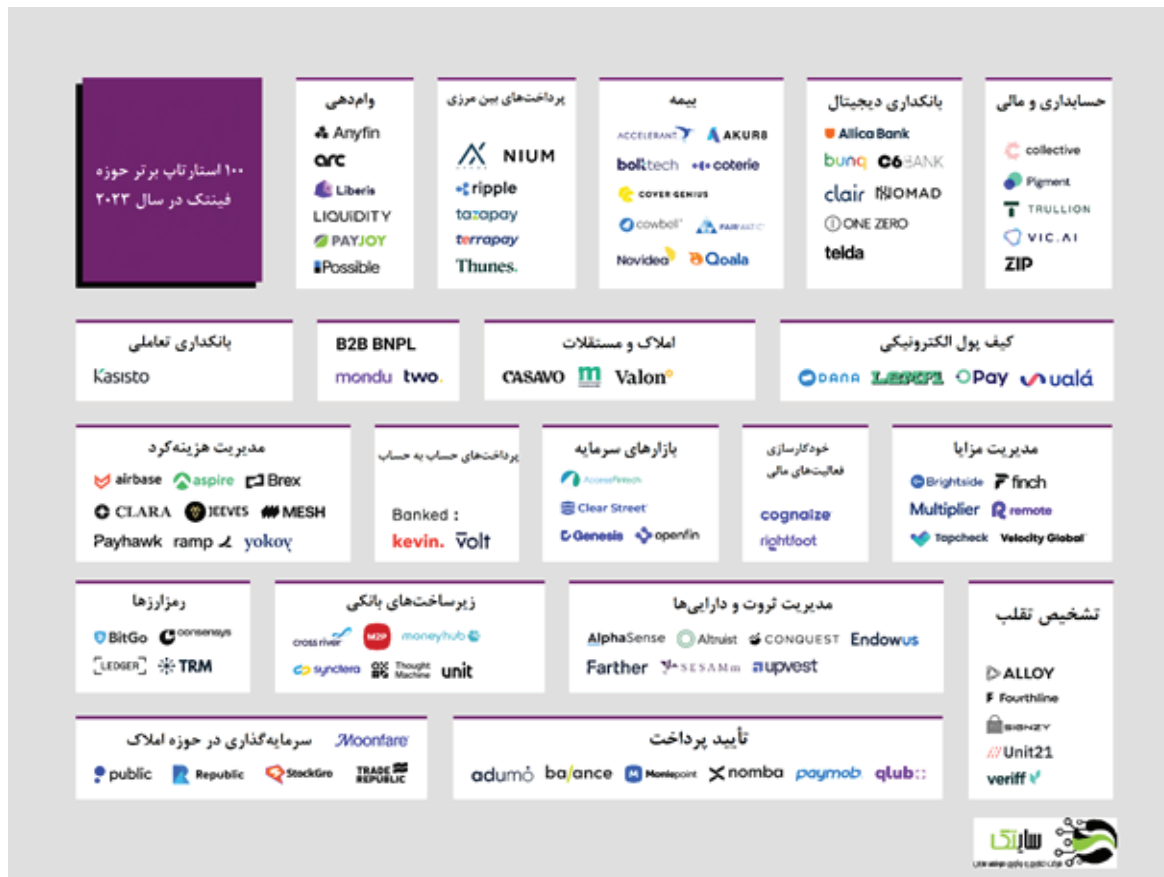 ۱۰۰ استارتاپ برتر حوزه
فینتک در سال ۲۰۲۳
وام‌دهی
Anyfin
arc
Liberis
LIQUIDITY
PAYJOY
Possible
پرداخت‌های بین مرزی
NIUM
ripple
tazapay
terrapay
Thunes.
بیمه
ACCELERANT AKUR8
bolttech coterie
COVER GENIUS
cowbell FAIRMATIC
Novidea Qoala
بانکداری دیجیتال
Allica Bank
bunq C6BANK
clair NOMAD
ONE ZERO
telda
حسابداری و مالی
collective
Pigment
TRULLION
VIC.AI
ZIP
بانکداری تعاملی
Kasisto
B2B BNPL
mondu two.
املاک و مستقلات
CASAVO m Valon
کیف پول الکترونیکی
DANA Lemfi OPay ualá
مدیریت هزینه‌کرد
airbase aspire Brex
CLARA JEEVES MESH
Payhawk ramp yokoy
پرداخت‌های حساب به حساب
Banked :
kevin. volt
بازارهای سرمایه
AccessFintech
Clear Street
Genesis openfin
خودکارسازی
فعالیت‌های مالی
cognaize
rightfoot
مدیریت مزایا
Brightside finch
Multiplier remote
Tapcheck Velocity Global
رمزارزها
BitGo consensys
LEDGER TRM
زیرساخت‌های بانکی
cross river M2P moneyhub
synctera Thought Machine unit
مدیریت ثروت و دارایی‌ها
AlphaSense Altruist CONQUEST Endowus
Farther SESAMm upvest
تشخیص تقلب
ALLOY
Fourthline
SIGNZY
Unit21
veriff
سرمایه‌گذاری در حوزه املاک Moonfare
public Republic StockGro TRADE REPUBLIC
تأیید پرداخت
adumo balance Moniepoint nomba paymob qlub::
سایتک